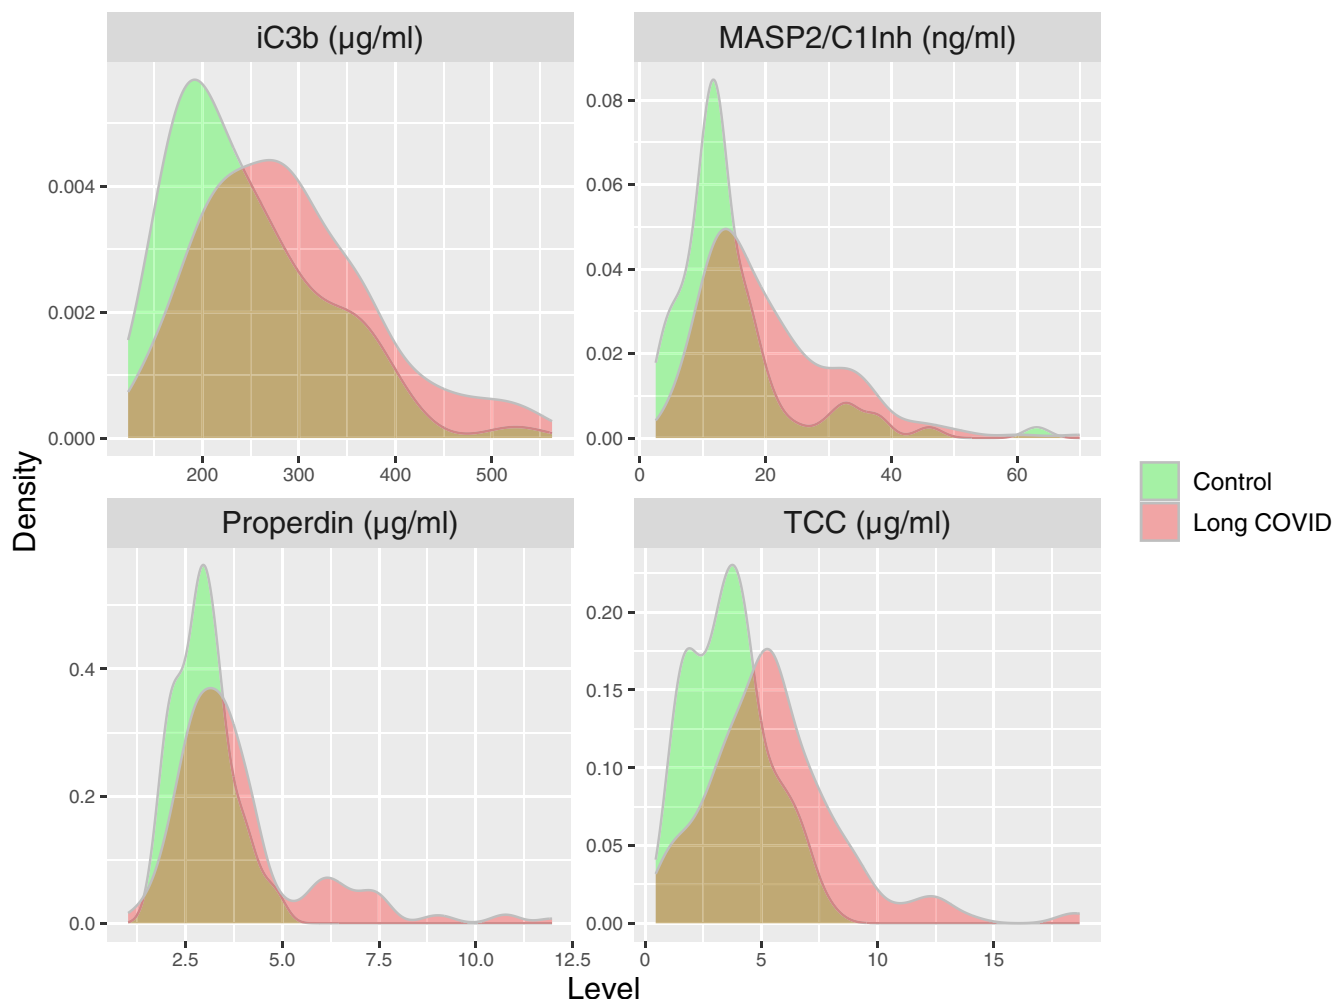 iC3b (µg/ml)
MASP2/C1Inh (ng/ml)
0.004
0.002
0.000
200 300 400 500
0.08
0.06
0.04
0.02
0.00
0 20 40 60
Density
Properdin (µg/ml)
TCC (µg/ml)
0.4
0.2
0.0
2.5 5.0 7.5 10.0 12.5
0.20
0.15
0.10
0.05
0.00
0 5 10 15
Level
Control
Long COVID